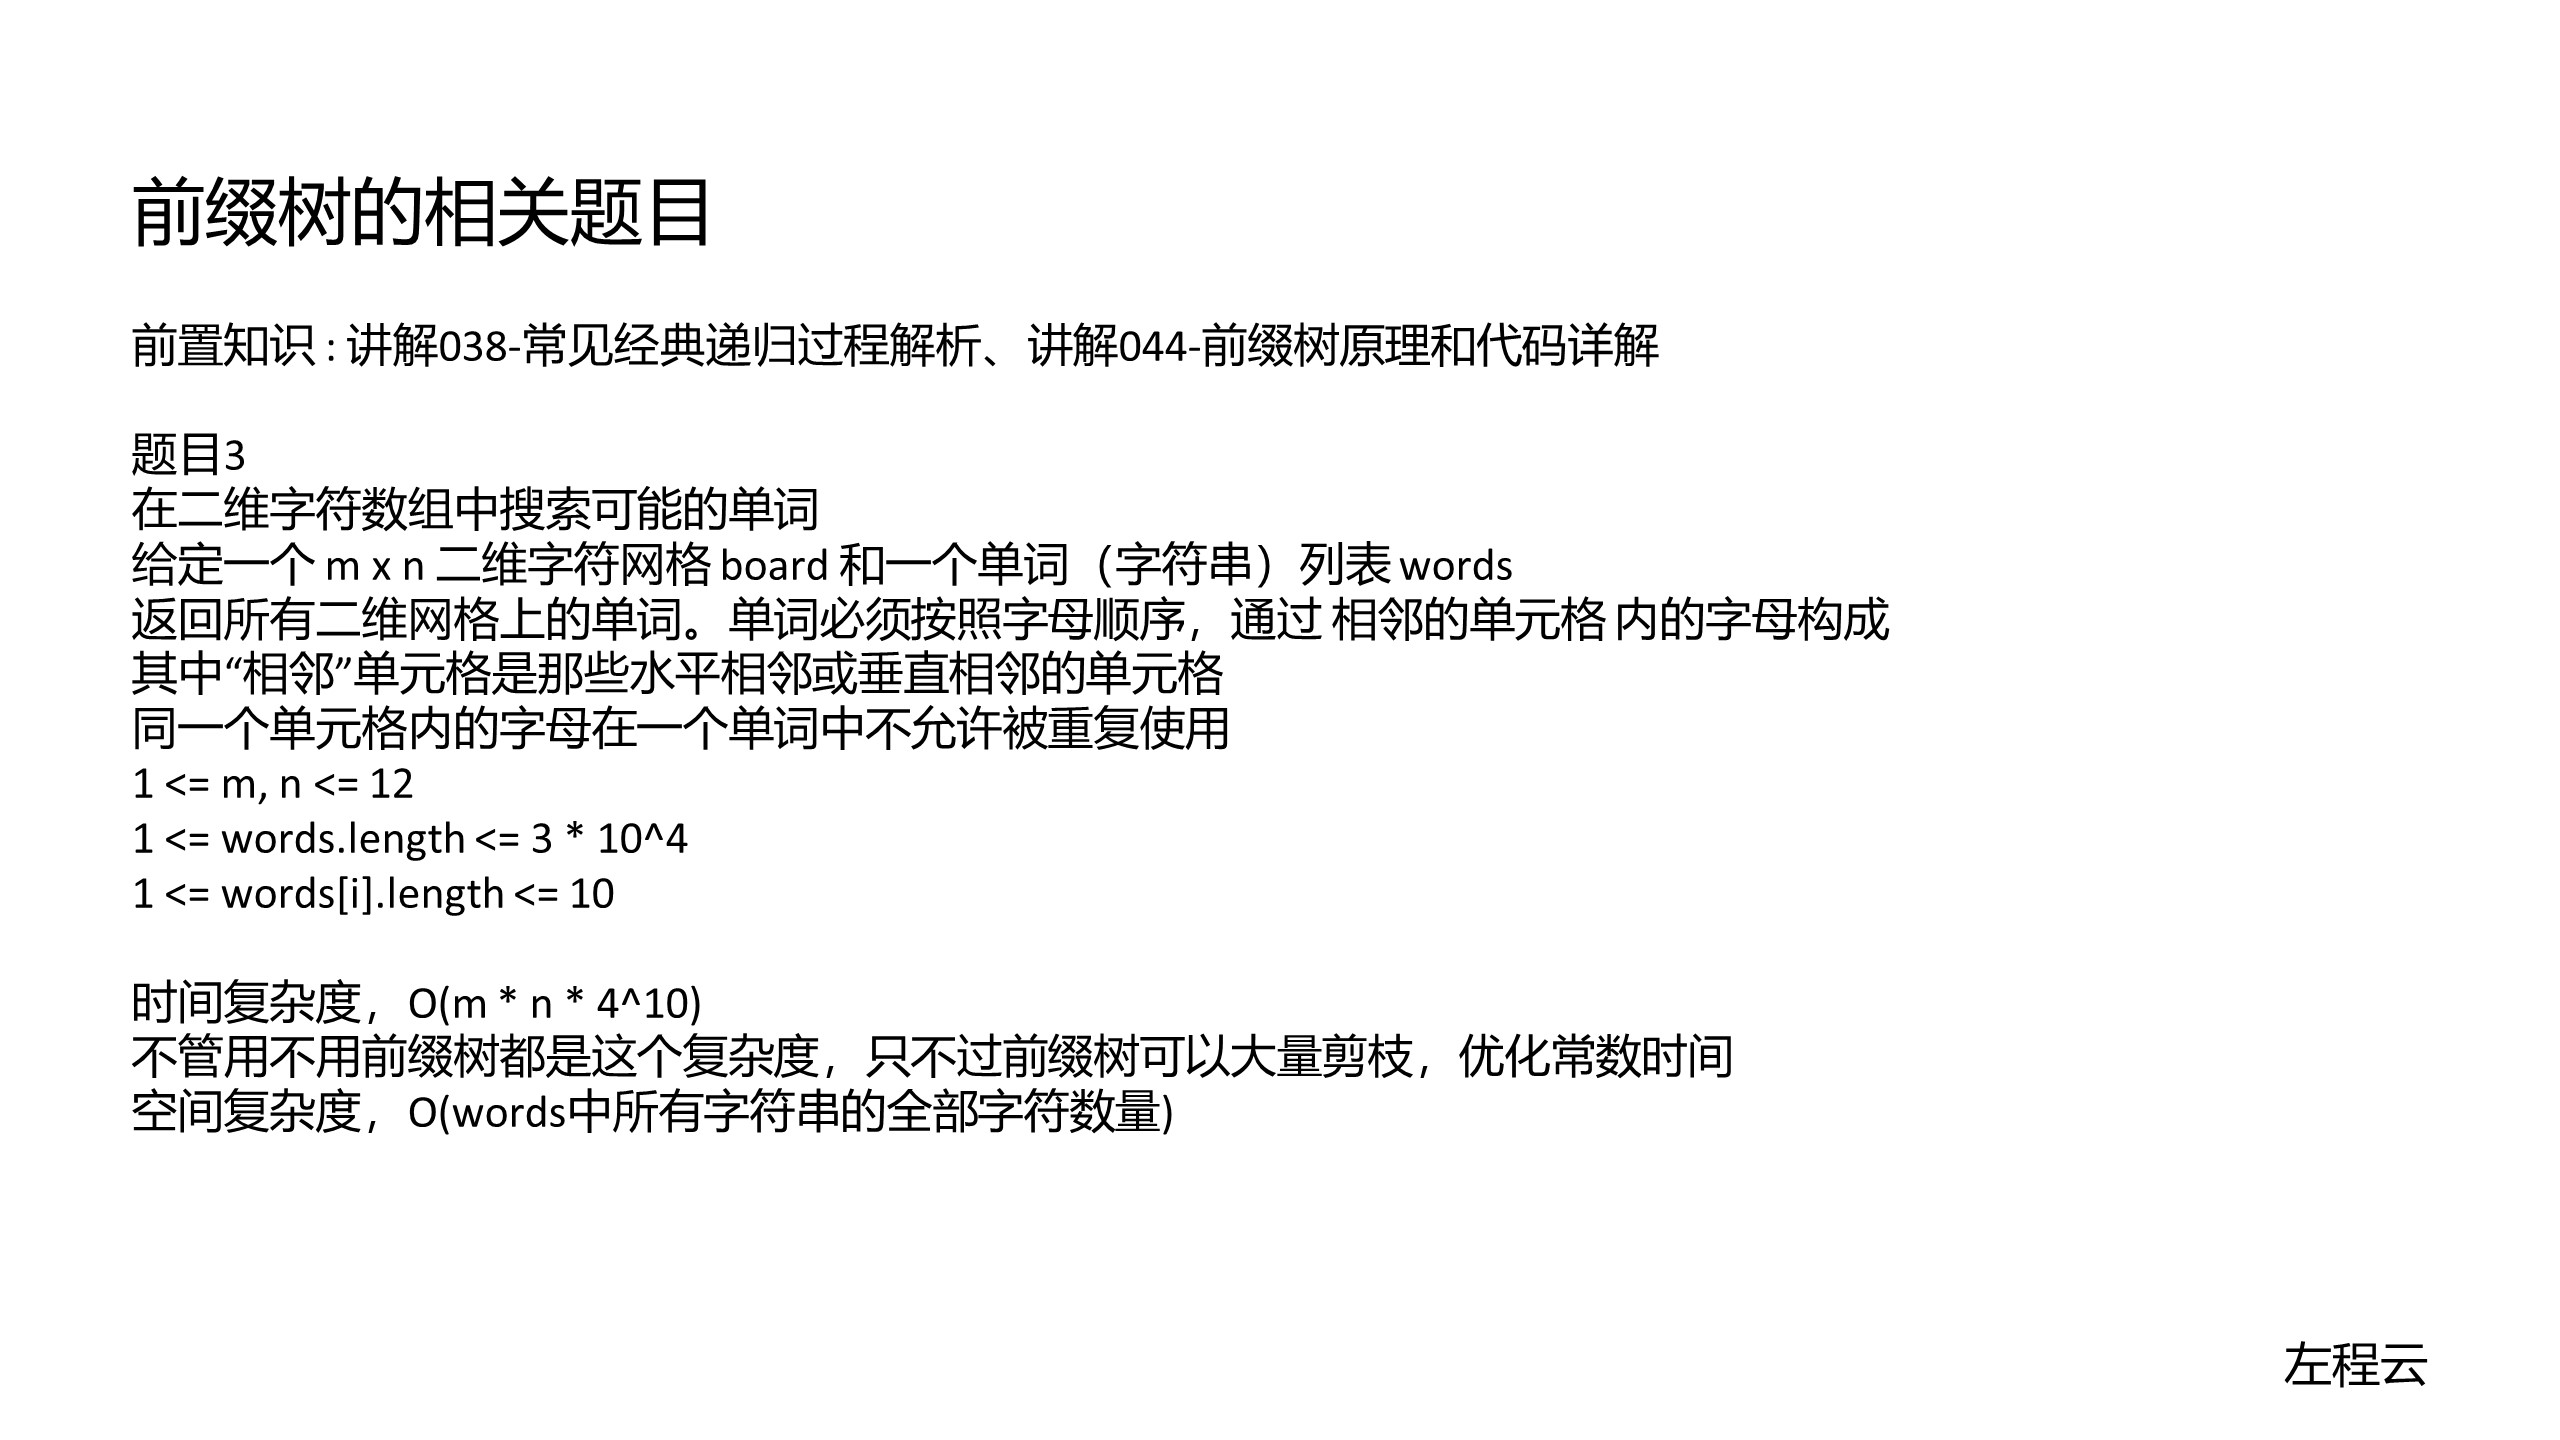 前缀树的相关题目
前置知识 : 讲解038-常见经典递归过程解析、讲解044-前缀树原理和代码详解
题目3
在二维字符数组中搜索可能的单词
给定一个 m x n 二维字符网格 board 和一个单词（字符串）列表 words
返回所有二维网格上的单词。单词必须按照字母顺序，通过 相邻的单元格 内的字母构成
其中“相邻”单元格是那些水平相邻或垂直相邻的单元格
同一个单元格内的字母在一个单词中不允许被重复使用
1 <= m, n <= 12
1 <= words.length <= 3 * 10^4
1 <= words[i].length <= 10
时间复杂度，O(m * n * 4^10)
不管用不用前缀树都是这个复杂度，只不过前缀树可以大量剪枝，优化常数时间
空间复杂度，O(words中所有字符串的全部字符数量)
左程云